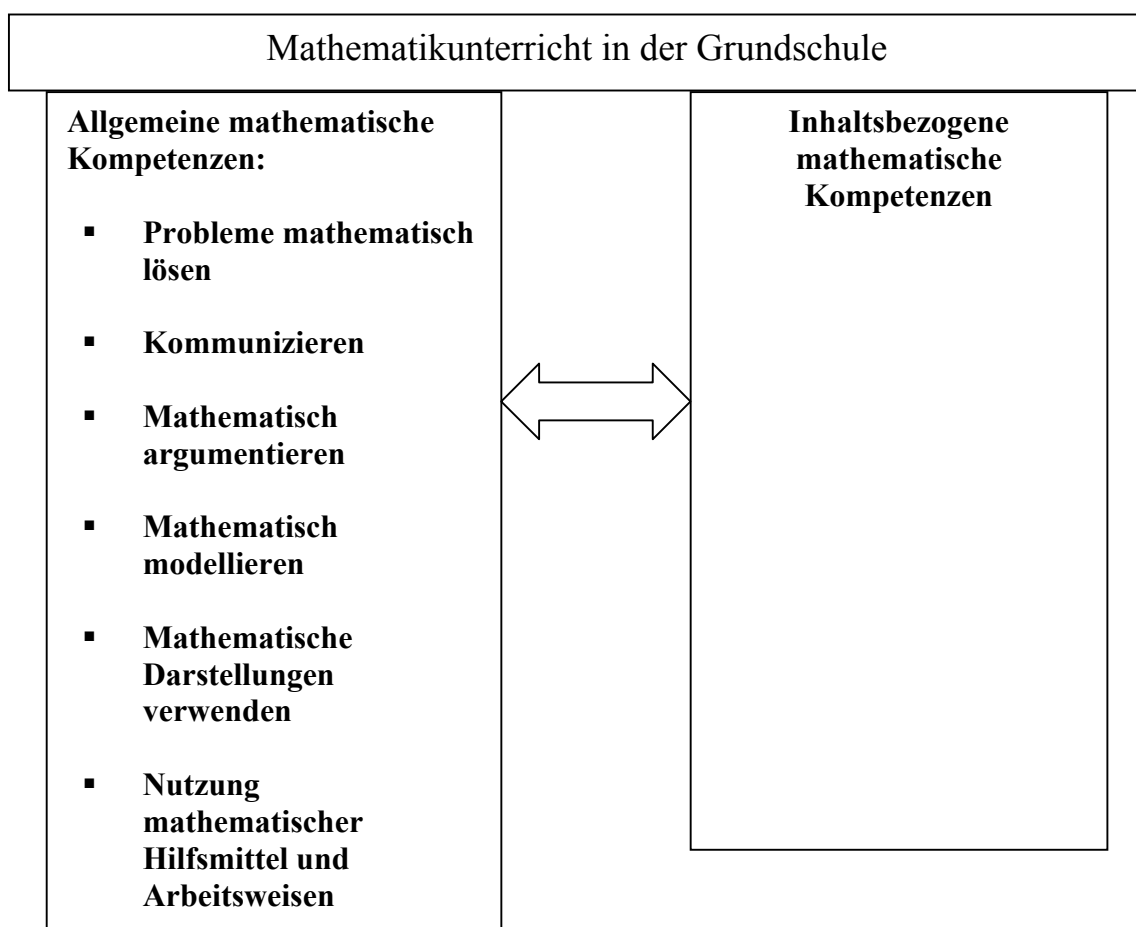 Mathematikunterricht in der Grundschule
Allgemeine mathematische
Kompetenzen:
▪ Probleme mathematisch
lösen
▪ Kommunizieren
▪ Mathematisch
argumentieren
▪ Mathematisch
modellieren
▪ Mathematische
Darstellungen
verwenden
▪ Nutzung
mathematischer
Hilfsmittel und
Arbeitsweisen
Inhaltsbezogene
mathematische
Kompetenzen